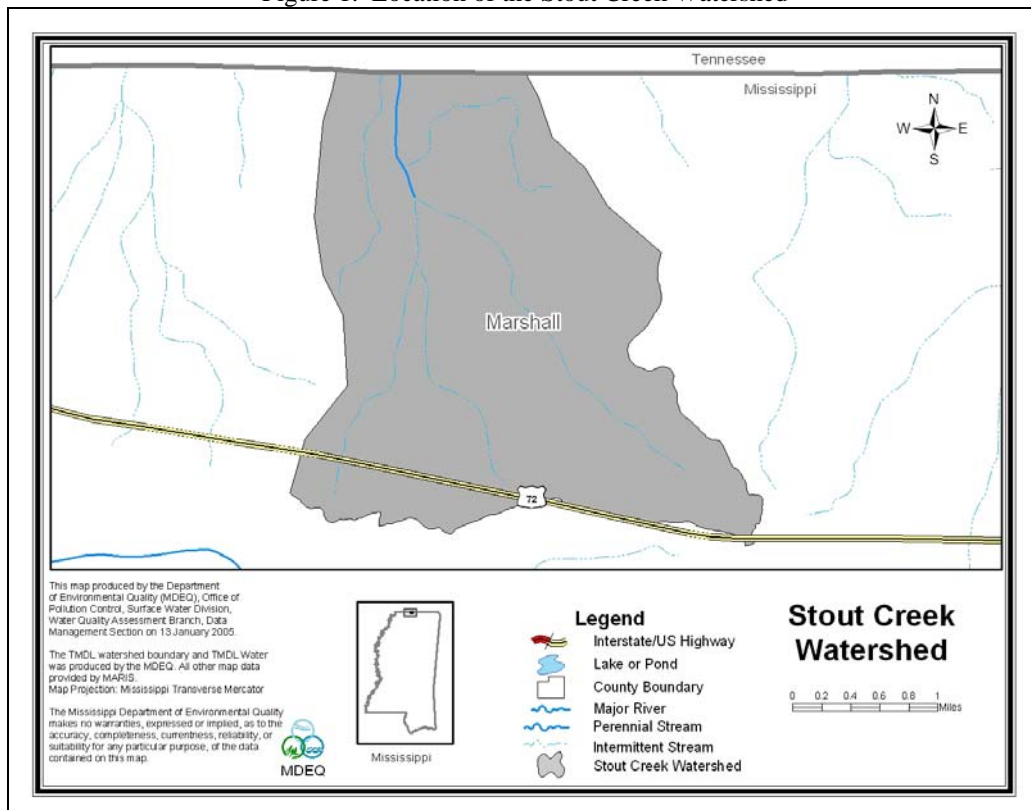 Figure 1. Location of the Stout Creek Watershed
Tennessee
Mississippi
N
W E
S
Marshall
72
This map produced by the Department
of Environmental Quality (MDEQ), Office of
Pollution Control, Surface Water Division,
Water Quality Assessment Branch, Data
Management Section on 13 January 2005.
The TMDL watershed boundary and TMDL Water
was produced by the MDEQ. All other map data
provided by MARIS.
Map Projection: Mississippi Transverse Mercator
The Mississippi Department of Environmental Quality
makes no warranties, expressed or implied, as to the
accuracy, completeness, currentness, reliability, or
suitability for any particular purpose, of the data
contained on this map.
MDEQ
Mississippi
Legend
Interstate/US Highway
Lake or Pond
County Boundary
Major River
Perennial Stream
Intermittent Stream
Stout Creek Watershed
Stout Creek
Watershed
0 0.2 0.4 0.6 0.8 1
Miles